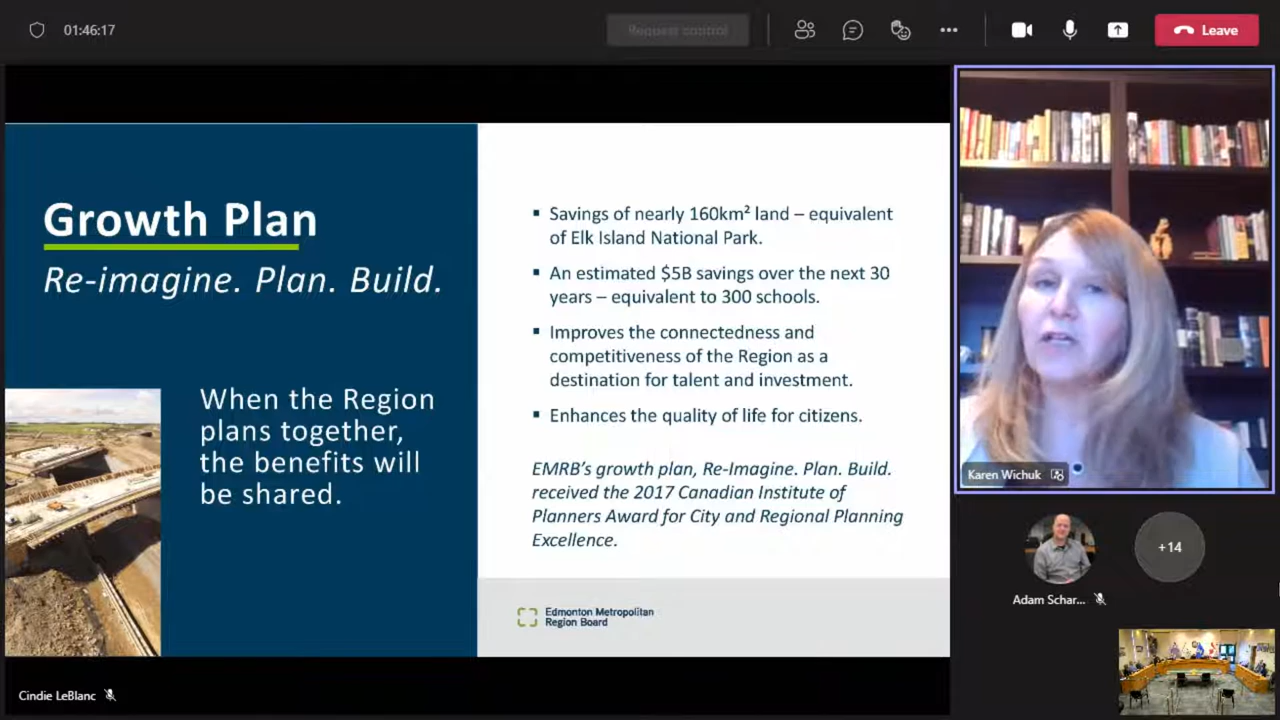 01:46:17
Request control
Leave
Growth Plan
Re-imagine. Plan. Build.
When the Region
plans together,
the benefits will
be shared.
▪ Savings of nearly 160km² land – equivalent
of Elk Island National Park.
▪ An estimated $5B savings over the next 30
years – equivalent to 300 schools.
▪ Improves the connectedness and
competitiveness of the Region as a
destination for talent and investment.
▪ Enhances the quality of life for citizens.
EMRB’s growth plan, Re-Imagine. Plan. Build.
received the 2017 Canadian Institute of
Planners Award for City and Regional Planning
Excellence.
Edmonton Metropolitan
Region Board
Karen Wichuk
+14
Adam Schar...
Cindie LeBlanc